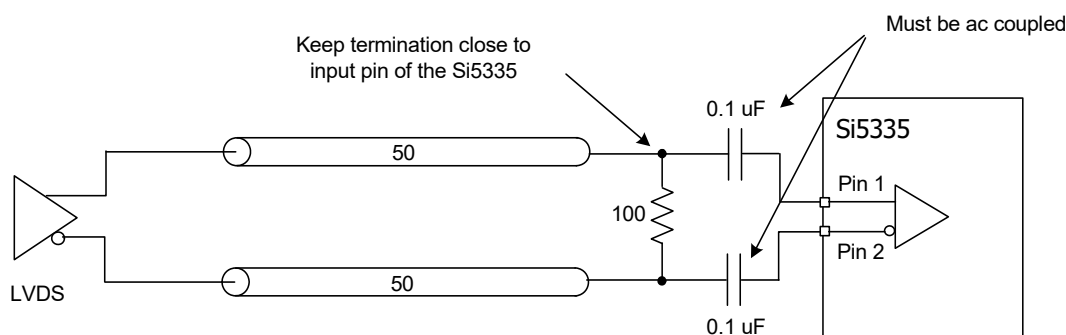 Must be ac coupled
Keep termination close to
input pin of the Si5335
0.1 uF
Si5335
50
Pin 1
100
Pin 2
50
LVDS
0.1 uF